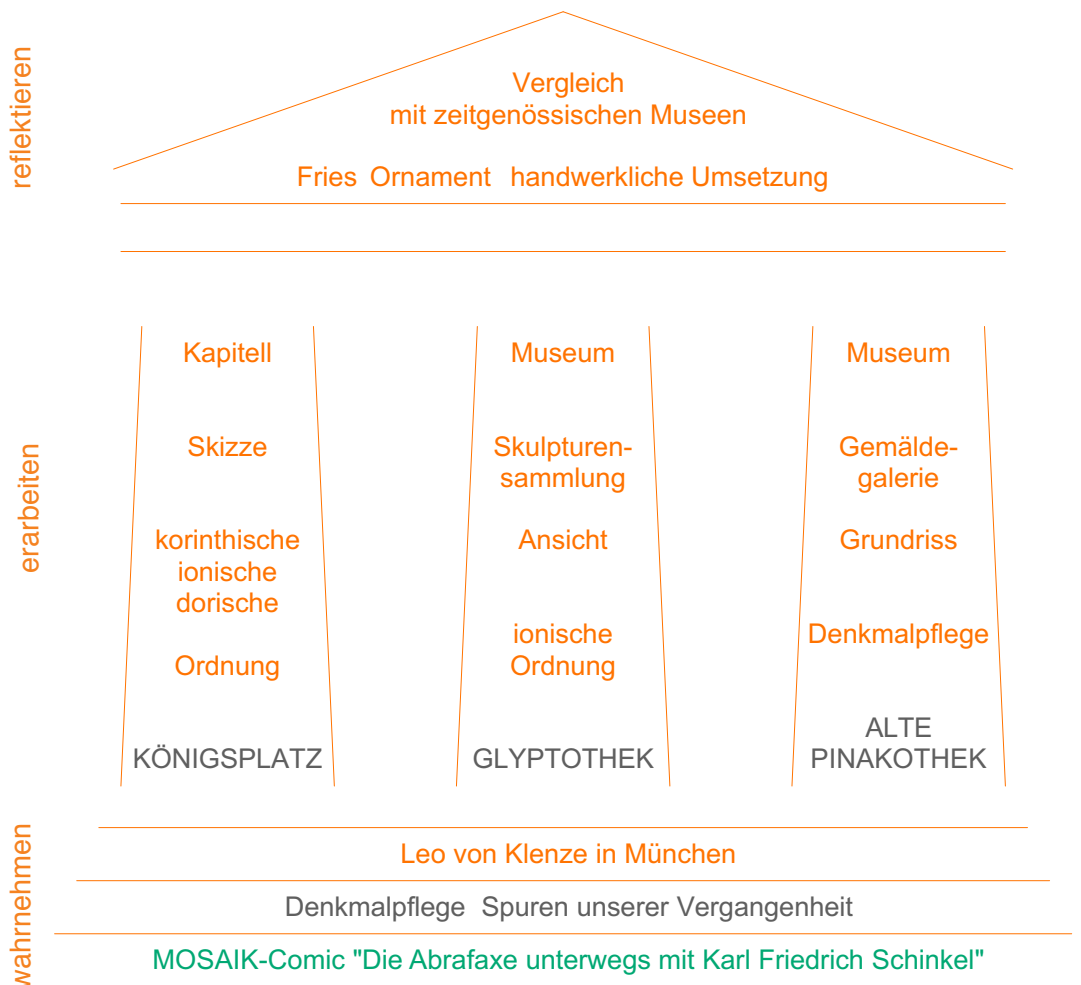 reflektieren
Vergleich
mit zeitgenössischen Museen
Fries Ornament handwerkliche Umsetzung
erarbeiten
Kapitell
Skizze
korinthische
ionische
dorische
Ordnung
KÖNIGSPLATZ
Museum
Skulpturen-
sammlung
Ansicht
ionische
Ordnung
GLYPTOTHEK
Museum
Gemälde-
galerie
Grundriss
Denkmalpflege
ALTE
PINAKOTHEK
wahrnehmen
Leo von Klenze in München
Denkmalpflege Spuren unserer Vergangenheit
MOSAIK-Comic "Die Abrafaxe unterwegs mit Karl Friedrich Schinkel"